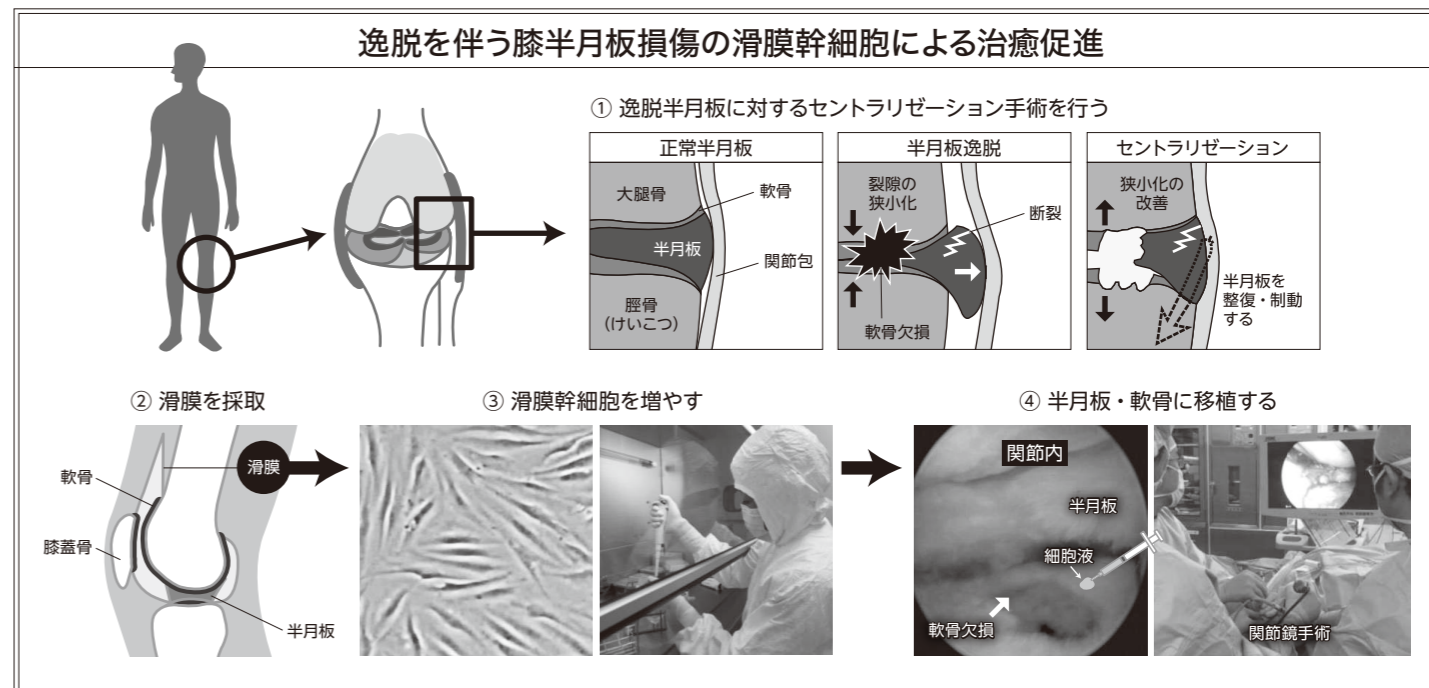 逸脱を伴う膝半月板損傷の滑膜幹細胞による治癒促進
① 逸脱半月板に対するセントラリゼーション手術を行う
正常半月板
大腿骨
軟骨
半月板
関節包
脛骨
(けいこつ)
半月板逸脱
裂隙の
狭小化
断裂
軟骨欠損
セントラリゼーション
狭小化の
改善
半月板を
整復・制動
する
② 滑膜を採取
滑膜
軟骨
膝蓋骨
半月板
③ 滑膜幹細胞を増やす
④ 半月板・軟骨に移植する
関節内
半月板
細胞液
軟骨欠損
関節鏡手術